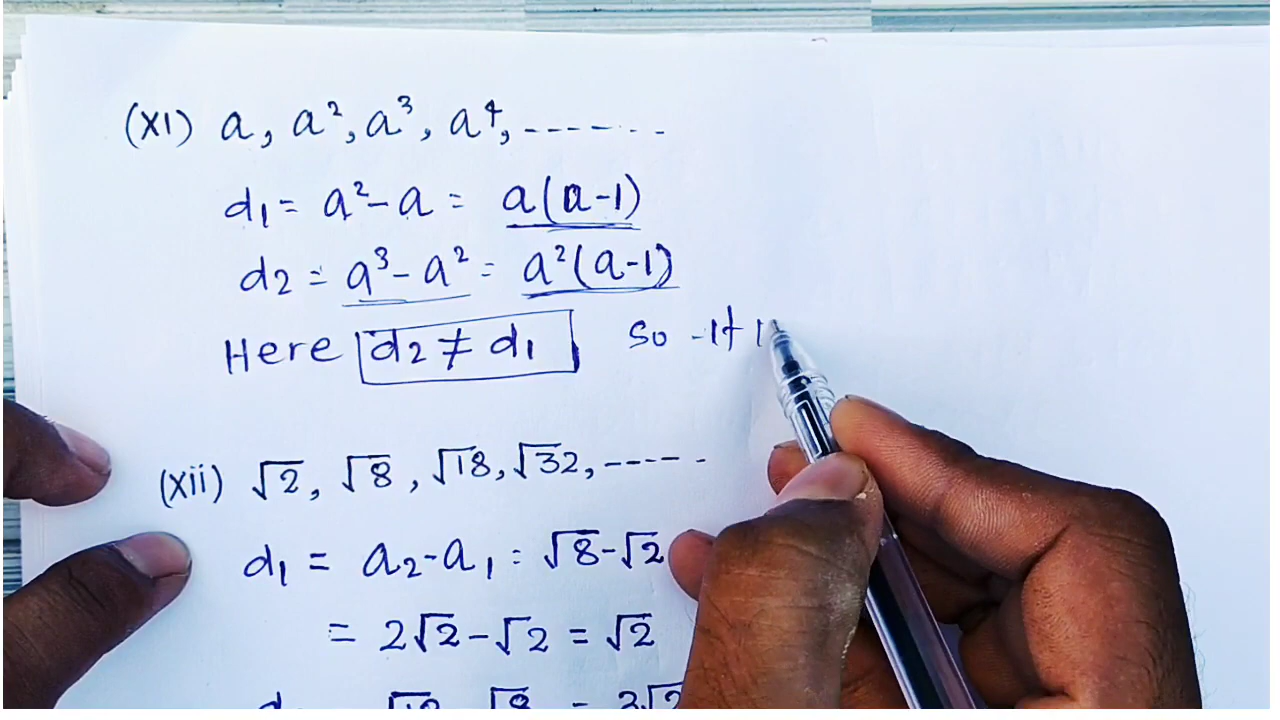 (XI) a, a², a³, a⁴, -------
d₁ = a²-a = a(a-1)
d₂ = a³-a² = a²(a-1)
Here d₂ ≠ d₁ So It
(xii) √2, √8, √18, √32, -----
d₁ = a₂-a₁ = √8-√2
= 2√2-√2 = √2